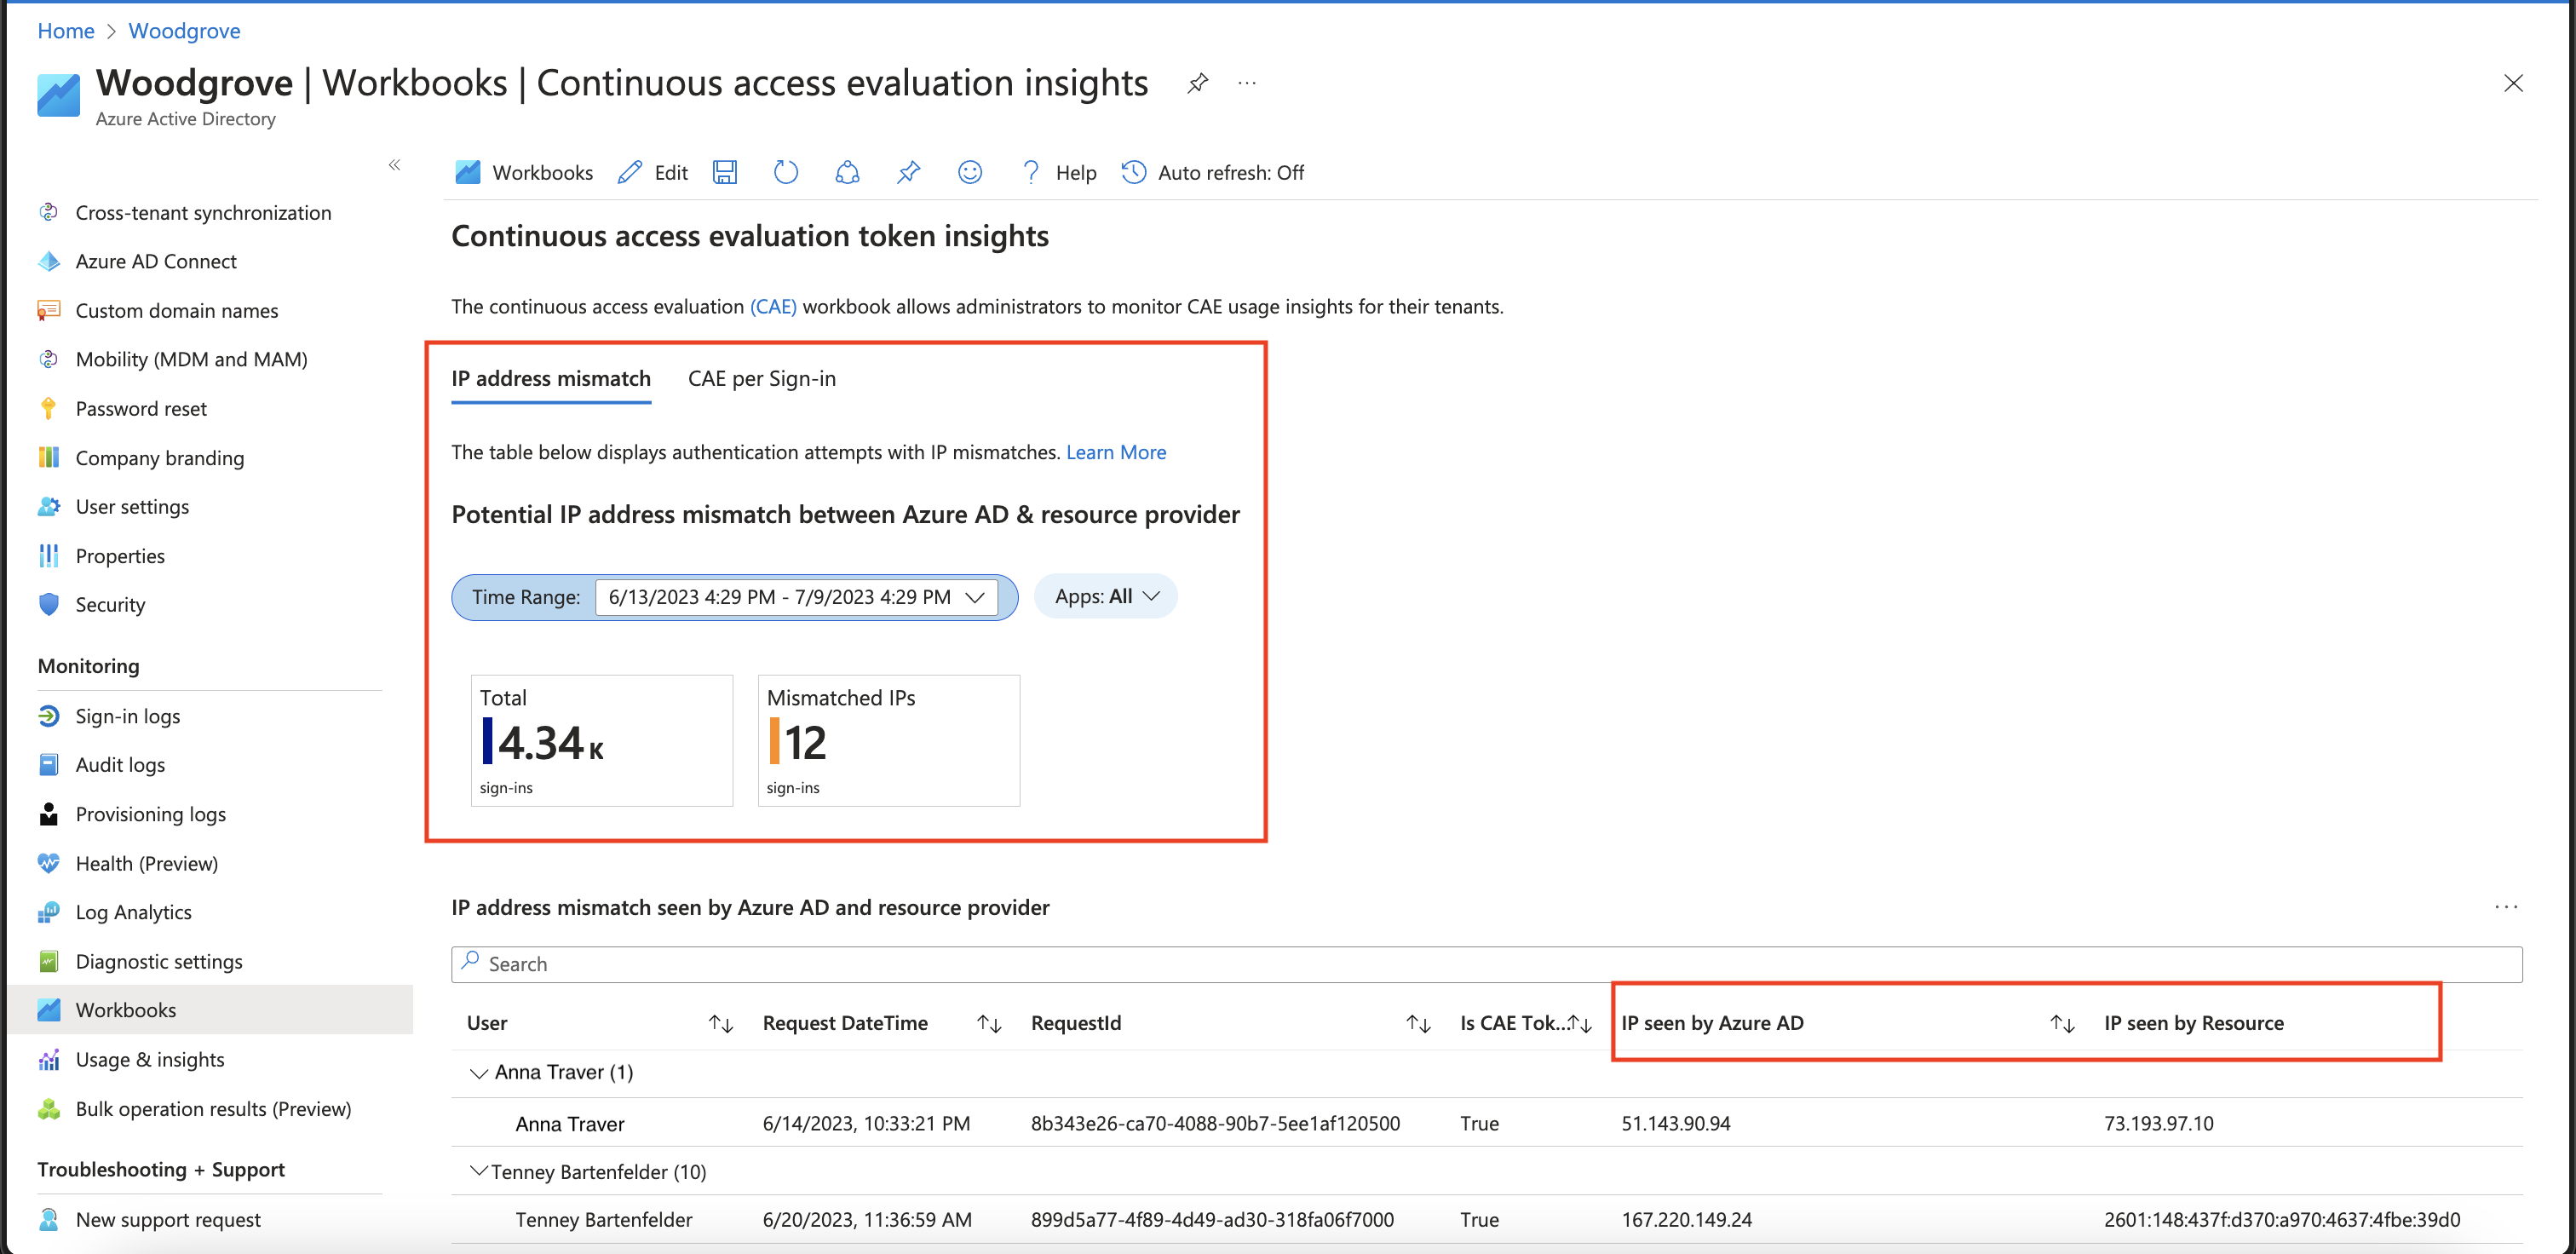 Home > Woodgrove
Woodgrove | Workbooks | Continuous access evaluation insights
Azure Active Directory
Cross-tenant synchronization
Azure AD Connect
Custom domain names
Mobility (MDM and MAM)
Password reset
Company branding
User settings
Properties
Security
Monitoring
Sign-in logs
Audit logs
Provisioning logs
Health (Preview)
Log Analytics
Diagnostic settings
Workbooks
Usage & insights
Bulk operation results (Preview)
Troubleshooting + Support
New support request
Workbooks Edit ? Help Auto refresh: Off
Continuous access evaluation token insights
The continuous access evaluation (CAE) workbook allows administrators to monitor CAE usage insights for their tenants.
IP address mismatch CAE per Sign-in
The table below displays authentication attempts with IP mismatches. Learn More
Potential IP address mismatch between Azure AD & resource provider
Time Range: 6/13/2023 4:29 PM - 7/9/2023 4:29 PM Apps: All
Total
4.34 K
sign-ins
Mismatched IPs
12
sign-ins
IP address mismatch seen by Azure AD and resource provider
Search
User Request DateTime RequestId Is CAE Tok... IP seen by Azure AD IP seen by Resource
Anna Traver (1)
Anna Traver 6/14/2023, 10:33:21 PM 8b343e26-ca70-4088-90b7-5ee1af120500 True 51.143.90.94 73.193.97.10
Tenney Bartenfelder (10)
Tenney Bartenfelder 6/20/2023, 11:36:59 AM 899d5a77-4f89-4d49-ad30-318fa06f7000 True 167.220.149.24 2601:148:437f:d370:a970:4637:4fbe:39d0